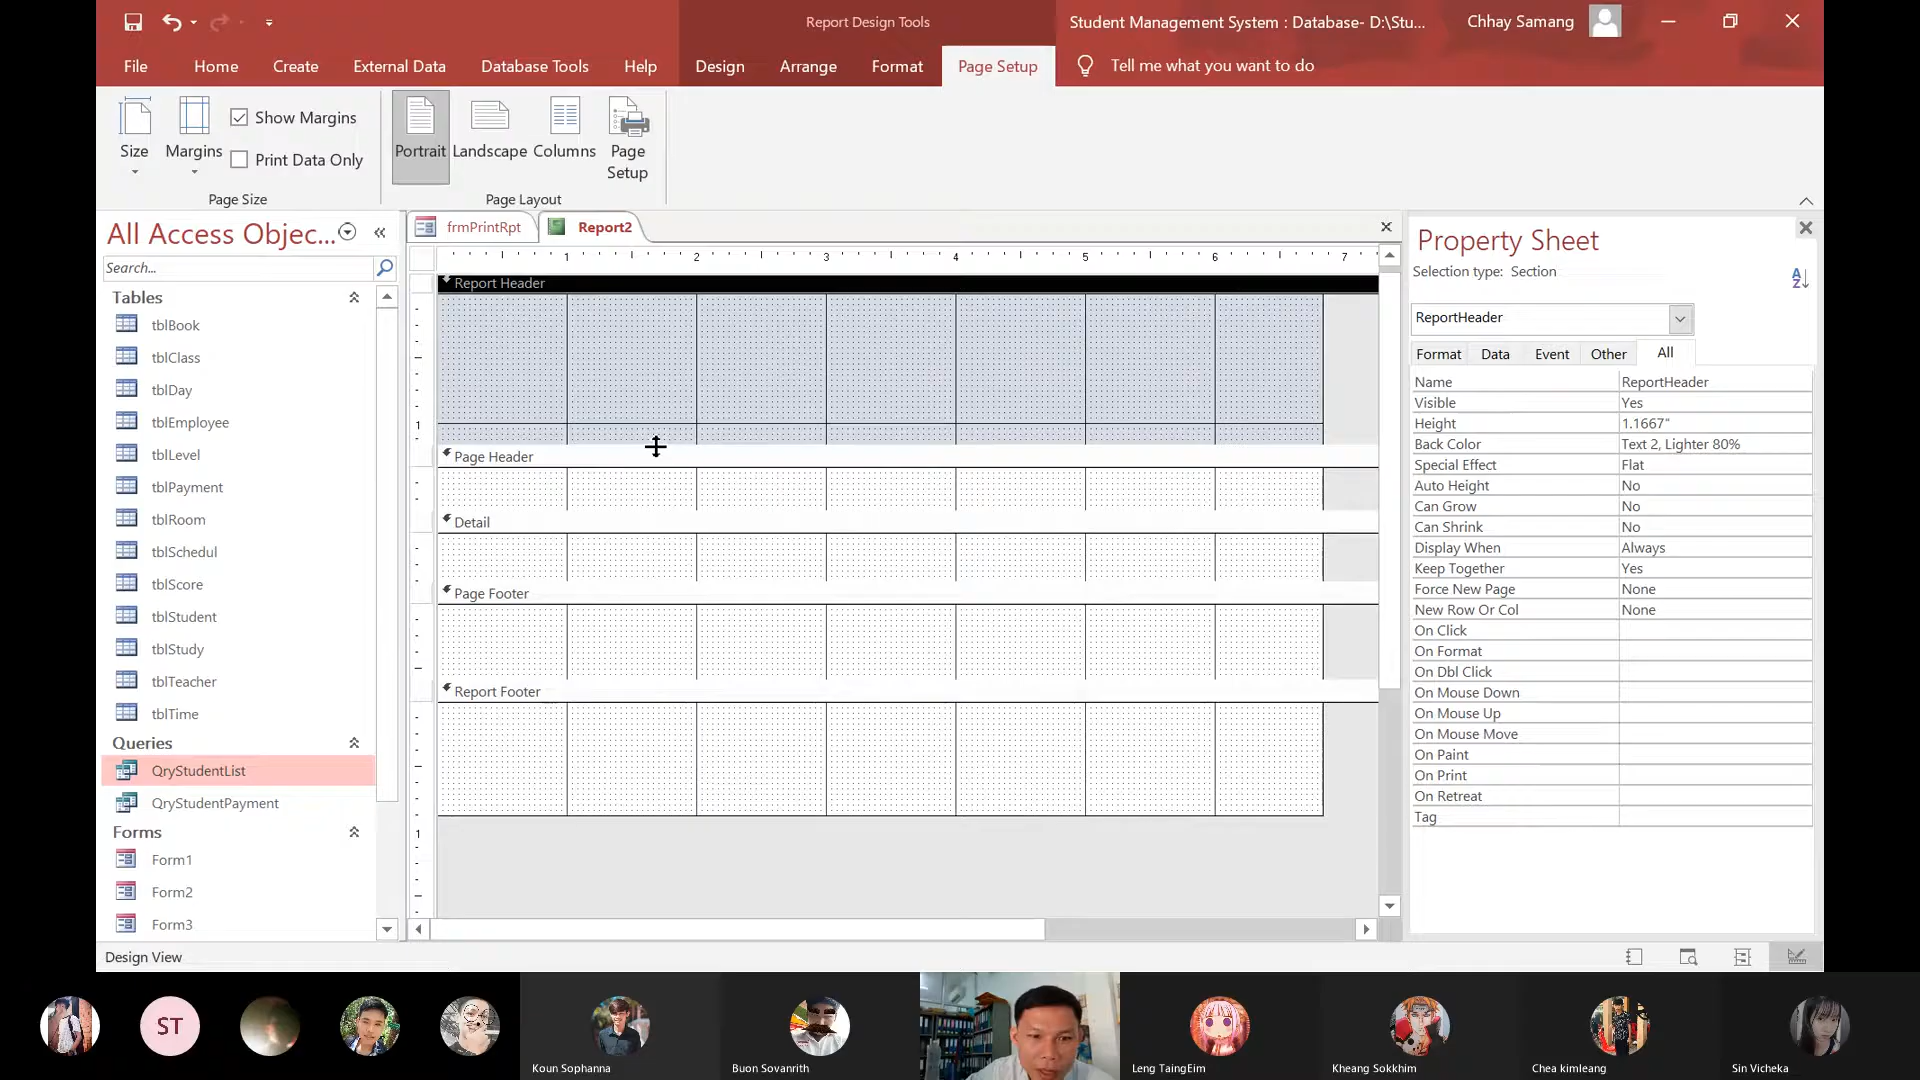 Report Design Tools
Student Management System : Database- D:\Stu...
Chhay Samang
File
Home
Create
External Data
Database Tools
Help
Design
Arrange
Format
Page Setup
Tell me what you want to do
Size
Margins
Show Margins
Print Data Only
Portrait
Landscape
Columns
Page Setup
Page Size
Page Layout
All Access Objec...
Search...
Tables
tblBook
tblClass
tblDay
tblEmployee
tblLevel
tblPayment
tblRoom
tblSchedul
tblScore
tblStudent
tblStudy
tblTeacher
tblTime
Queries
QryStudentList
QryStudentPayment
Forms
Form1
Form2
Form3
frmPrintRpt
Report2
1 2 3 4 5 6 7
Report Header
1
Page Header
Detail
Page Footer
Report Footer
1
Property Sheet
Selection type: Section
A
Z
ReportHeader
Format
Data
Event
Other
All
Name ReportHeader
Visible Yes
Height 1.1667"
Back Color Text 2, Lighter 80%
Special Effect Flat
Auto Height No
Can Grow No
Can Shrink No
Display When Always
Keep Together Yes
Force New Page None
New Row Or Col None
On Click
On Format
On Dbl Click
On Mouse Down
On Mouse Up
On Mouse Move
On Paint
On Print
On Retreat
Tag
Design View
ST
Koun Sophanna
Buon Sovanrith
Leng TaingEim
Kheang Sokkhim
Chea kimleang
Sin Vicheka